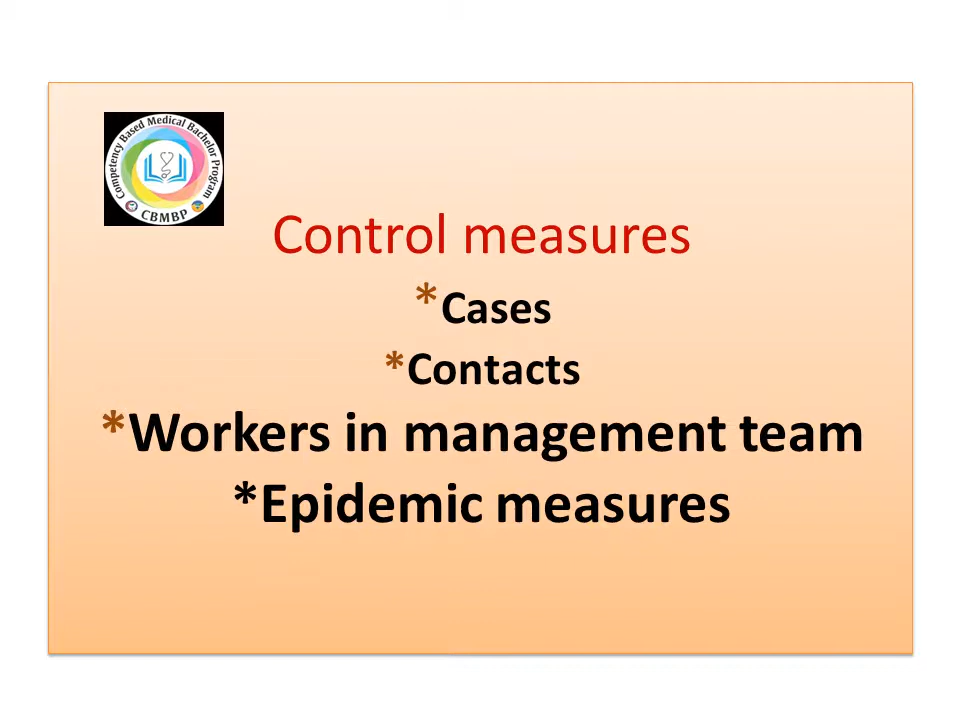 Competency Based Medical Bachelor Program
CBMBP
Control measures
*Cases
*Contacts
*Workers in management team
*Epidemic measures